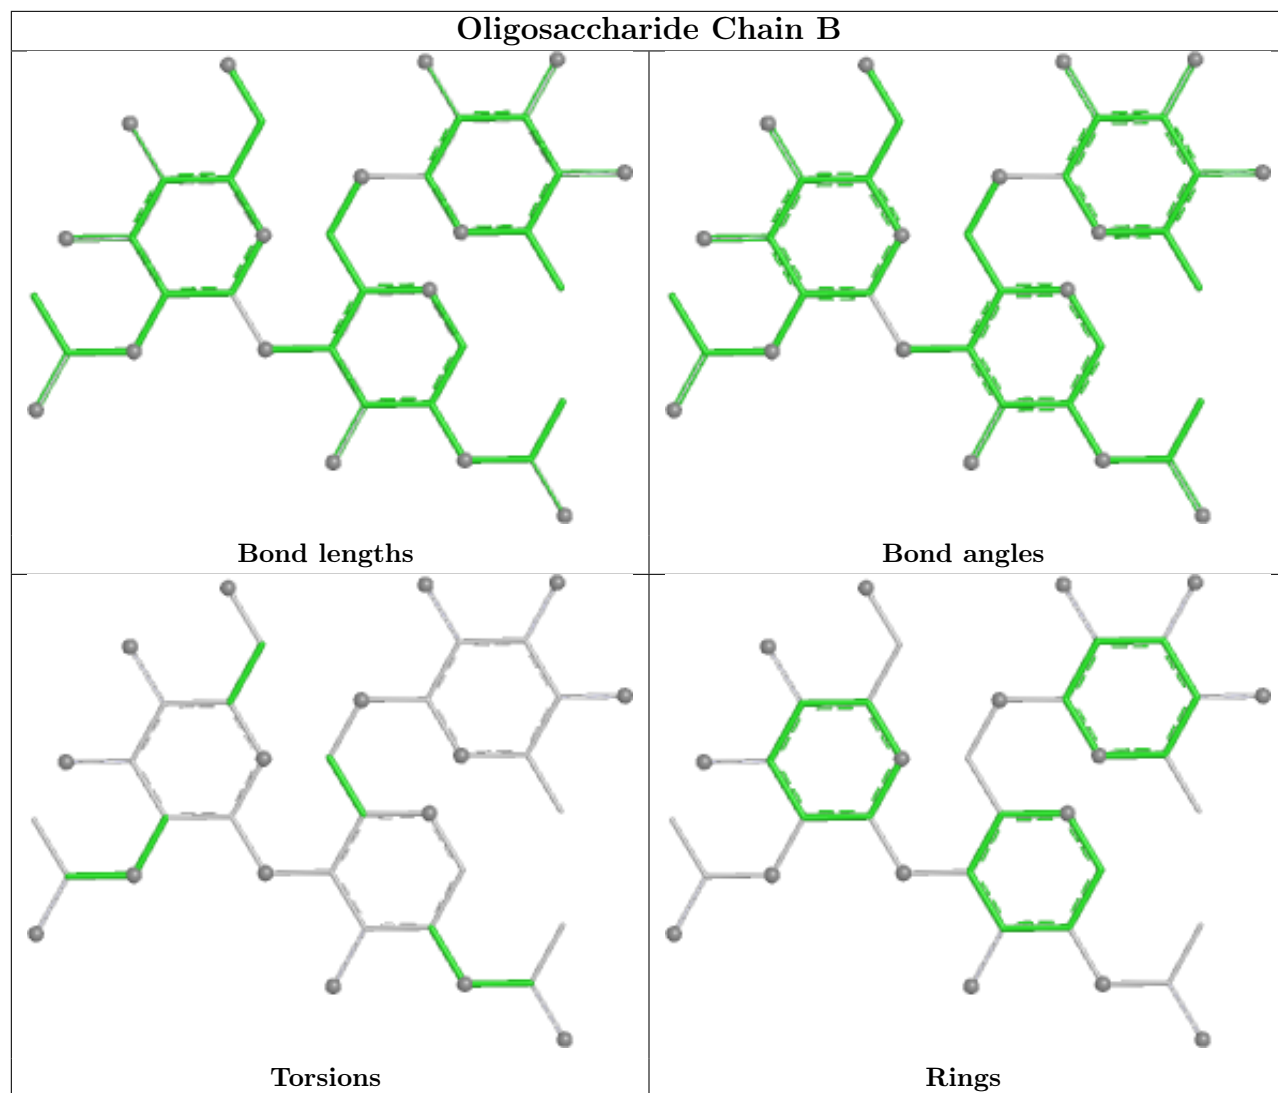 Oligosaccharide Chain B
Bond lengths
Bond angles
Torsions
Rings